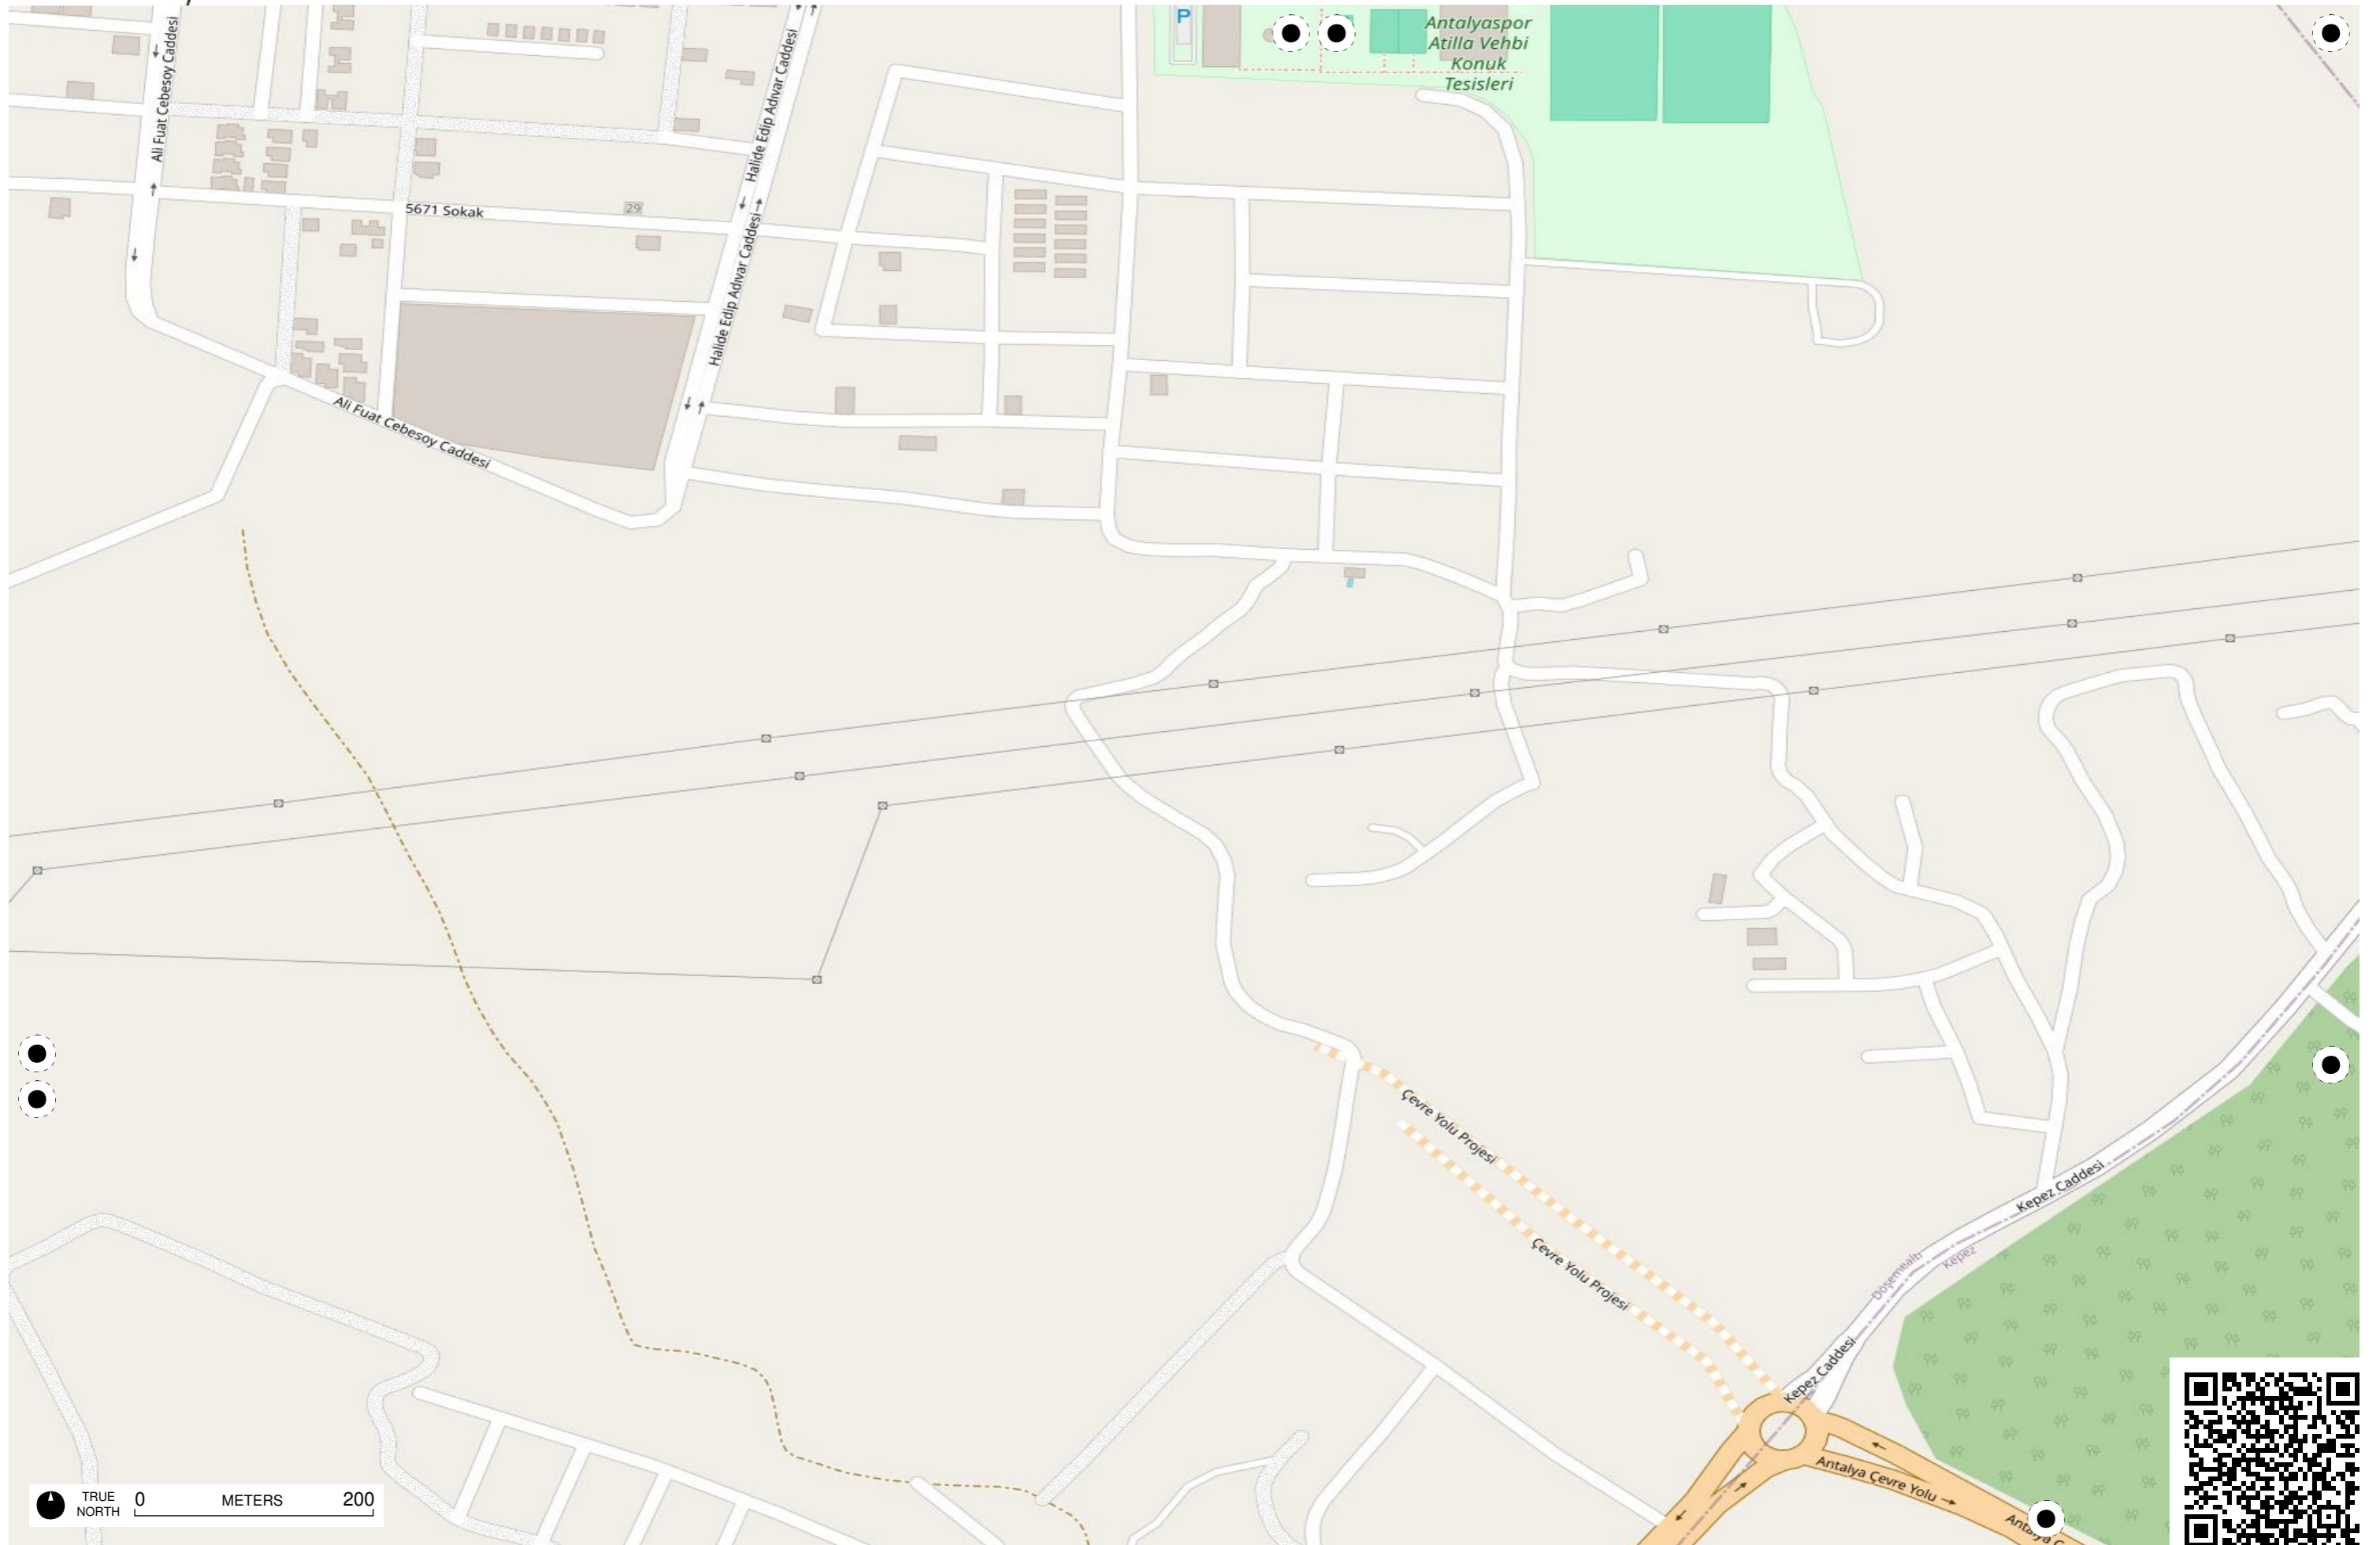 P
Antalyaspor
Atilla Vehbi
Konuk
Tesisleri
Ali Fuat Cebesoy Caddesi
Halide Edip Adıvar Caddesi
5671 Sokak
29
Halide Edip Adıvar Caddesi
Ali Fuat Cebesoy Caddesi
Çevre Yolu Projesi
Çevre Yolu Projesi
Kepez Caddesi
Döşemealtı
Kepez
Kepez Caddesi
Antalya Çevre Yolu
TRUE
NORTH
0 METERS 200